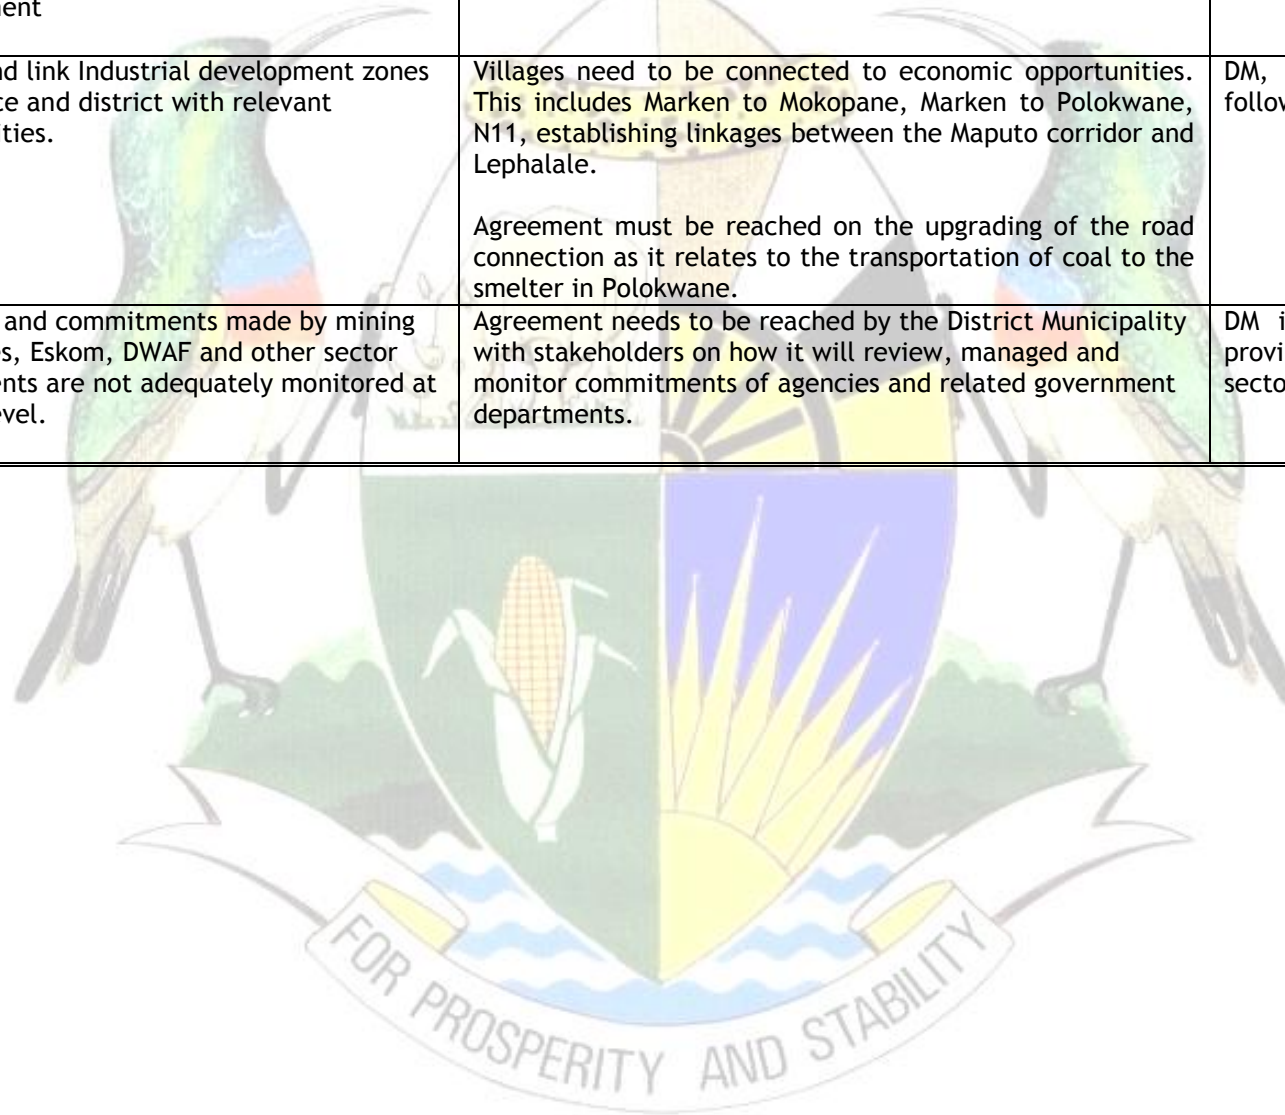 ent
nd link Industrial development zones
ce and district with relevant
ities.
Villages need to be connected to economic opportunities.
This includes Marken to Mokopane, Marken to Polokwane,
N11, establishing linkages between the Maputo corridor and
Lephalale.
Agreement must be reached on the upgrading of the road
connection as it relates to the transportation of coal to the
smelter in Polokwane.
DM,
follow
and commitments made by mining
s, Eskom, DWAF and other sector
ents are not adequately monitored at
evel.
Agreement needs to be reached by the District Municipality
with stakeholders on how it will review, managed and
monitor commitments of agencies and related government
departments.
DM i
provi
secto
FOR PROSPERITY AND STABILITY